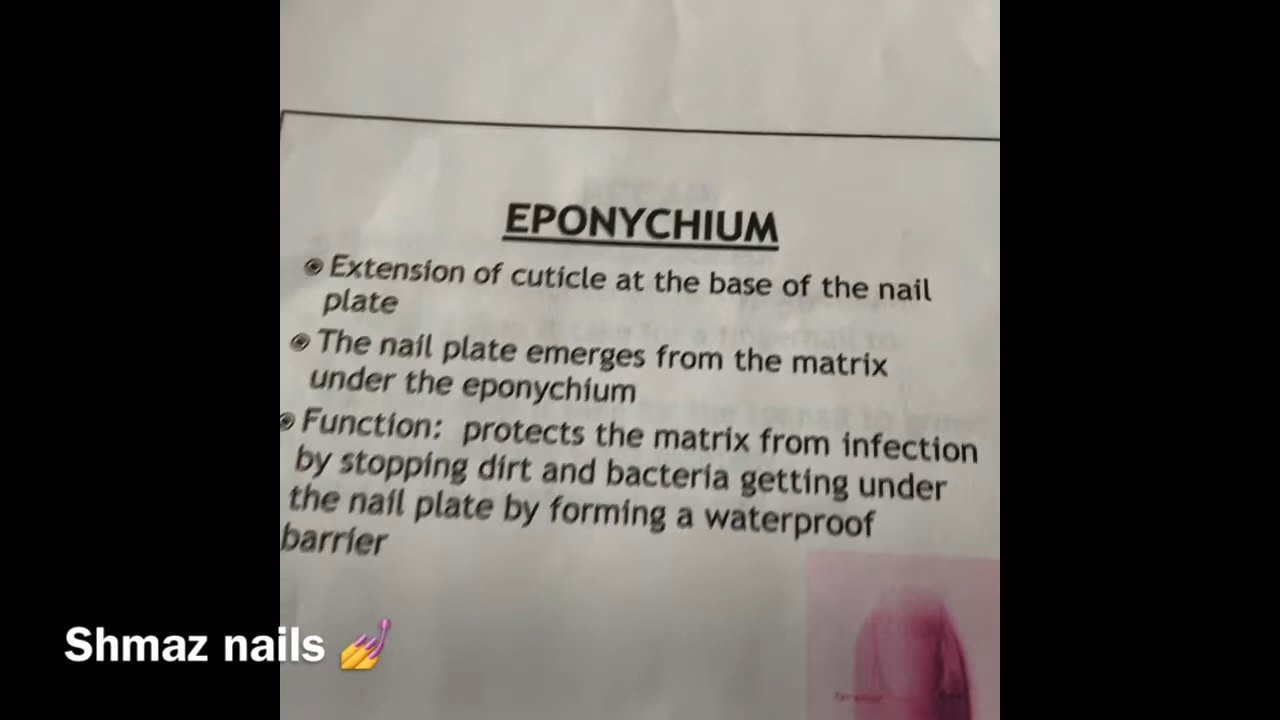 EPONYCHIUM
Extension of cuticle at the base of the nail
plate
The nail plate emerges from the matrix
under the eponychium
Function: protects the matrix from infection
by stopping dirt and bacteria getting under
the nail plate by forming a waterproof
barrier
Shmaz nails 💅